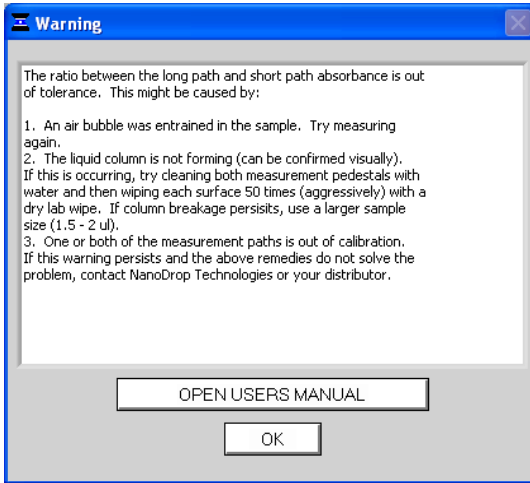 Warning
The ratio between the long path and short path absorbance is out
of tolerance. This might be caused by:
1. An air bubble was entrained in the sample. Try measuring
again.
2. The liquid column is not forming (can be confirmed visually).
If this is occurring, try cleaning both measurement pedestals with
water and then wiping each surface 50 times (aggressively) with a
dry lab wipe. If column breakage persisits, use a larger sample
size (1.5 - 2 ul).
3. One or both of the measurement paths is out of calibration.
If this warning persists and the above remedies do not solve the
problem, contact NanoDrop Technologies or your distributor.
OPEN USERS MANUAL
OK